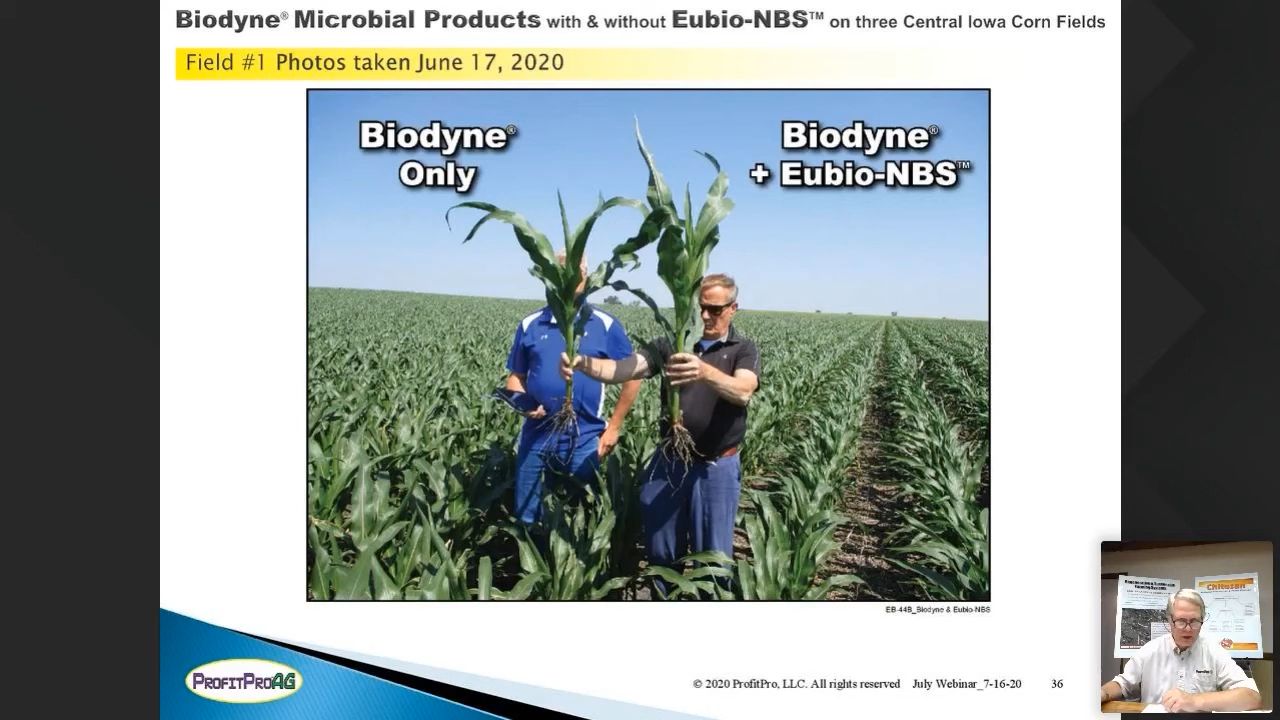 Biodyne® Microbial Products with & without Eubio-NBS™ on three Central Iowa Corn Fields
Field #1 Photos taken June 17, 2020
Biodyne®
Only
Biodyne®
+ Eubio-NBS™
EB-44B_Biodyne & Eubio-NBS
Chitosan
PROFITPROAG
© 2020 ProfitPro, LLC. All rights reserved July Webinar_7-16-20 36